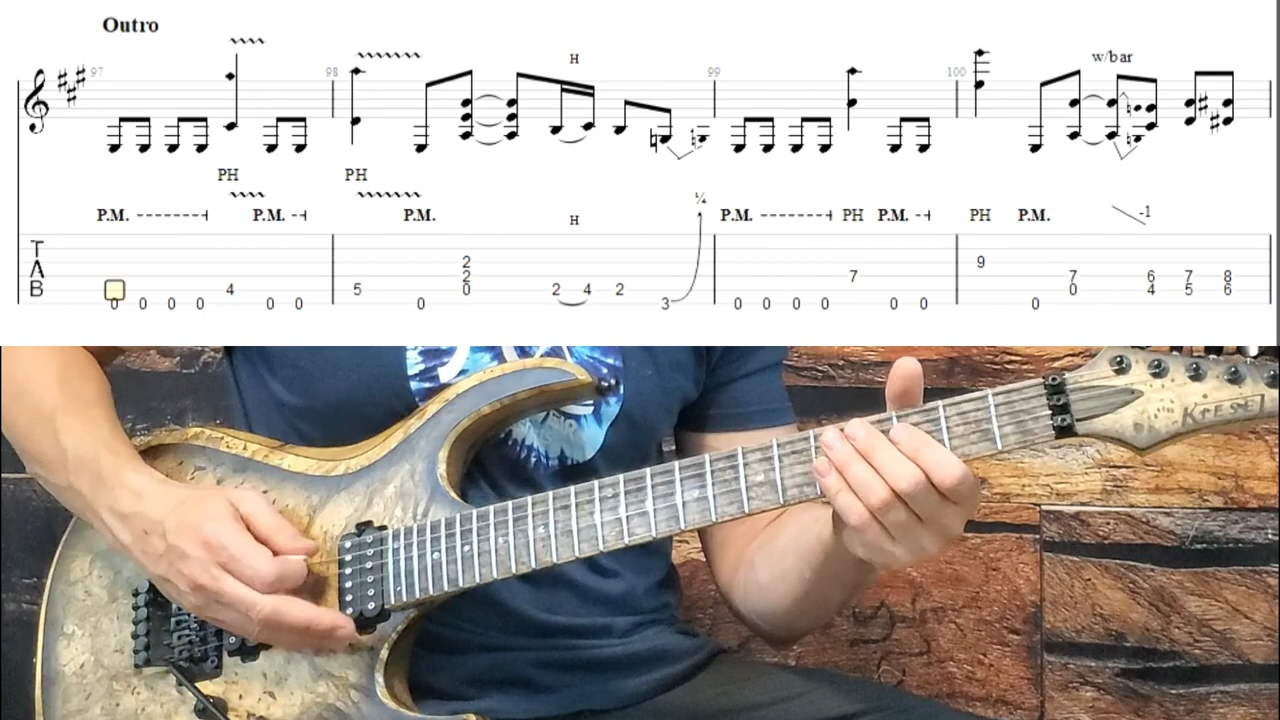 Outro
97 98 H 99 100 w/bar
PH PH
P.M. P.M. P.M. H ¼ P.M. PH P.M. PH P.M. -1
T
A
B
0 0 0 0 4 0 0 5 0 2 2 0 2 4 2 3 0 0 0 0 7 0 0 9 0 7 0 6 4 7 5 8 6
KIESEL